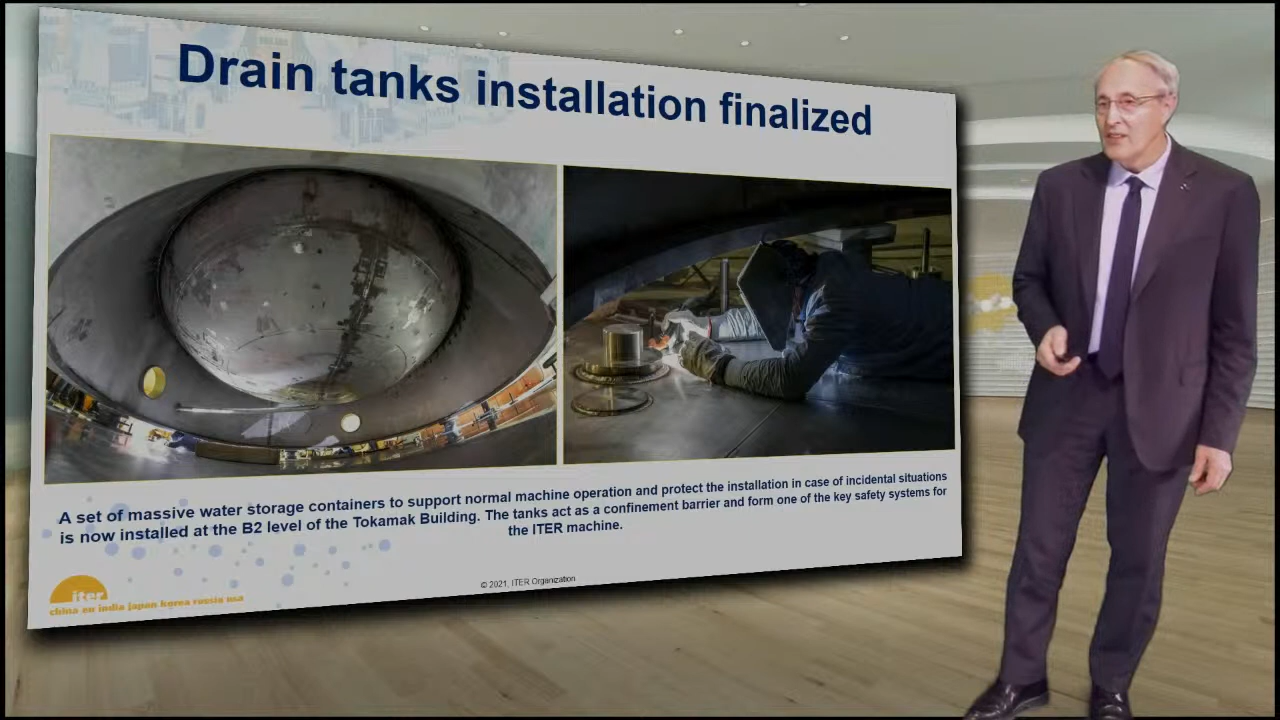 Drain tanks installation finalized
A set of massive water storage containers to support normal machine operation and protect the installation in case of incidental situations
is now installed at the B2 level of the Tokamak Building. The tanks act as a confinement barrier and form one of the key safety systems for
the ITER machine.
© 2021, ITER Organization
iter
china eu india japan korea russia usa